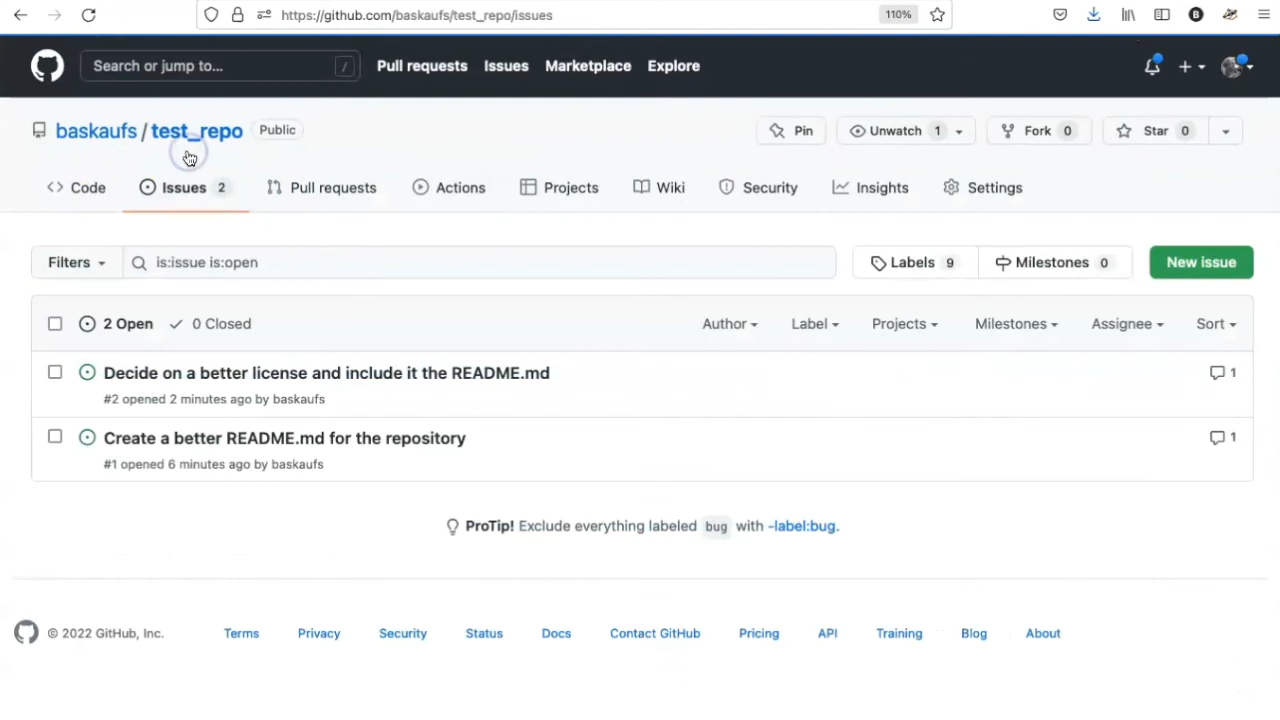 https://github.com/baskaufs/test_repo/issues 110% B
Search or jump to... / Pull requests Issues Marketplace Explore
baskaufs / test_repo Public Pin Unwatch 1 Fork 0 Star 0
Code Issues 2 Pull requests Actions Projects Wiki Security Insights Settings
Filters is:issue is:open Labels 9 Milestones 0 New issue
2 Open 0 Closed Author Label Projects Milestones Assignee Sort
Decide on a better license and include it the README.md 1
#2 opened 2 minutes ago by baskaufs
Create a better README.md for the repository 1
#1 opened 6 minutes ago by baskaufs
ProTip! Exclude everything labeled bug with -label:bug.
© 2022 GitHub, Inc. Terms Privacy Security Status Docs Contact GitHub Pricing API Training Blog About